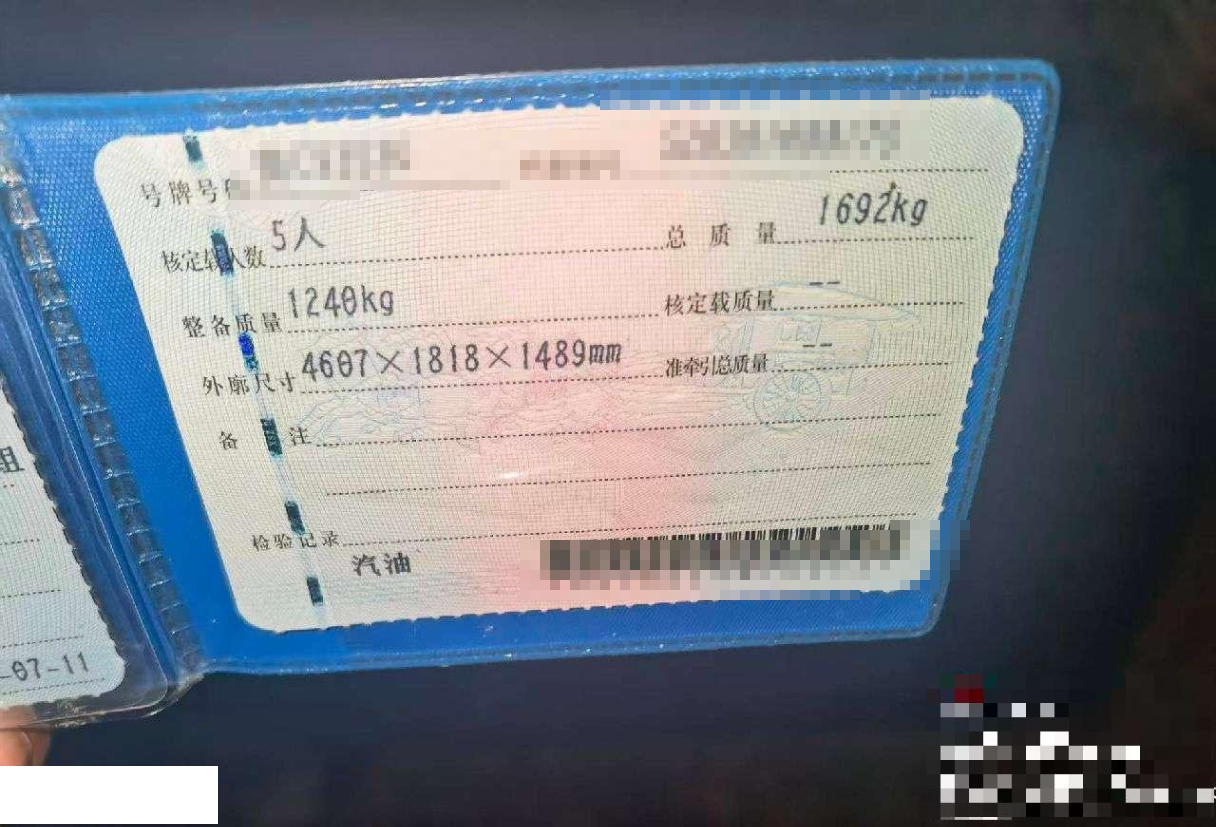 号牌号
核定载人数 5人 总质量 1692kg
整备质量 1240kg 核定载质量 --
外廓尺寸 4607×1818×1489mm 准牵引总质量 --
备注
检验记录
汽油
组
-07-11